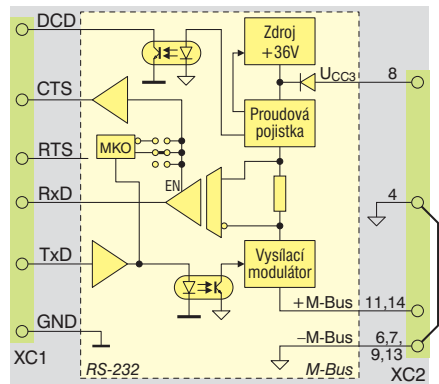 DCD
CTS
RTS
RxD
TxD
GND
XC1
MKO
EN
Zdroj
+36V
UCC3
Proudová
pojistka
Vysílací
modulátor
+M-Bus
–M-Bus
RS-232
M-Bus
8
4
11,14
6,7,
9,13
XC2